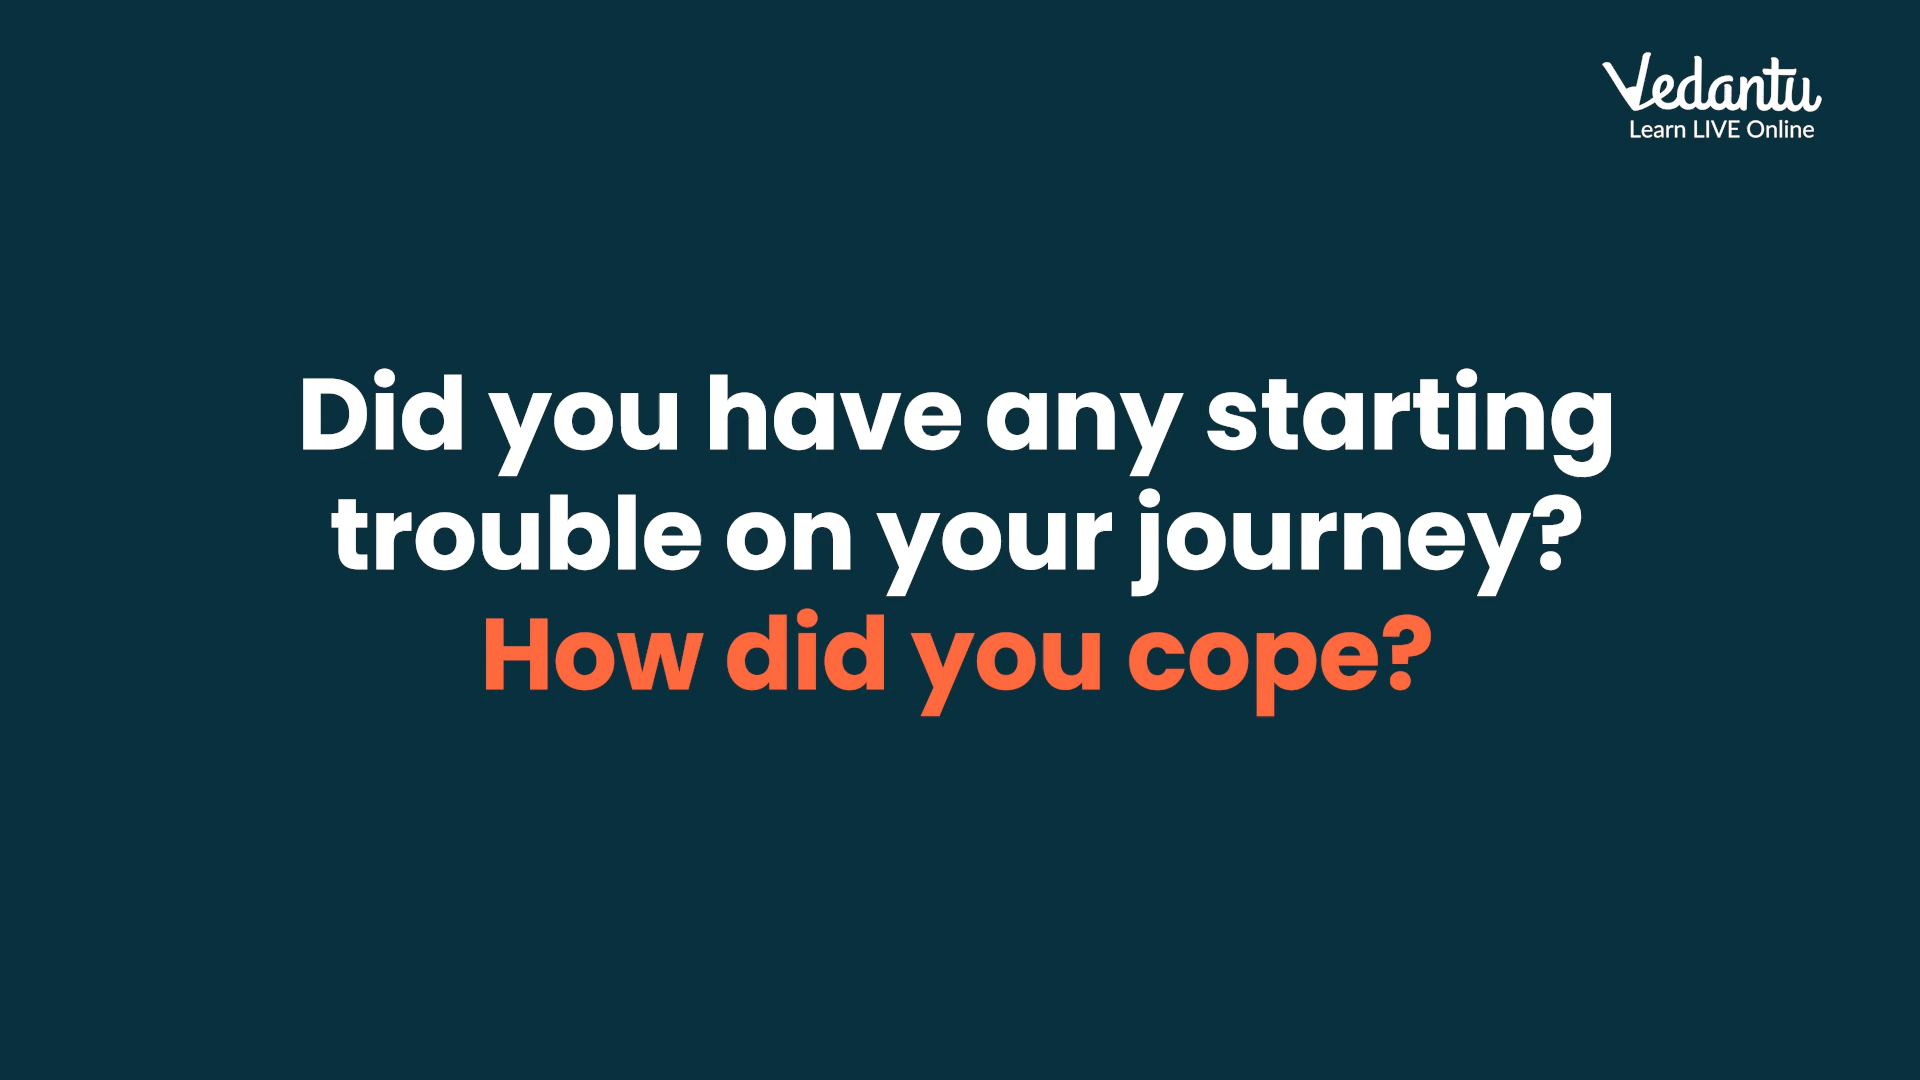 Vedantu
Learn LIVE Online
Did you have any starting
trouble on your journey?
How did you cope?